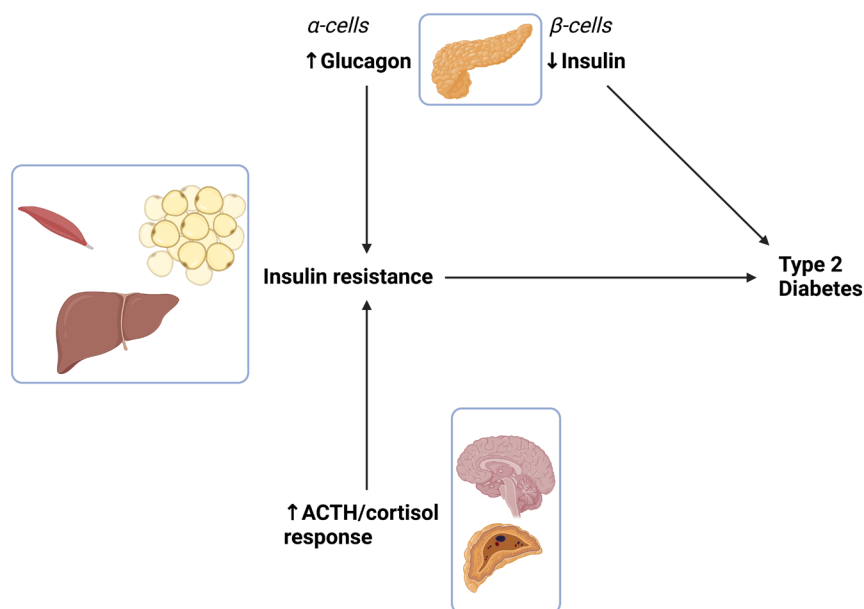 α-cells
↑Glucagon
β-cells
↓Insulin
Insulin resistance
Type 2
Diabetes
↑ACTH/cortisol
response